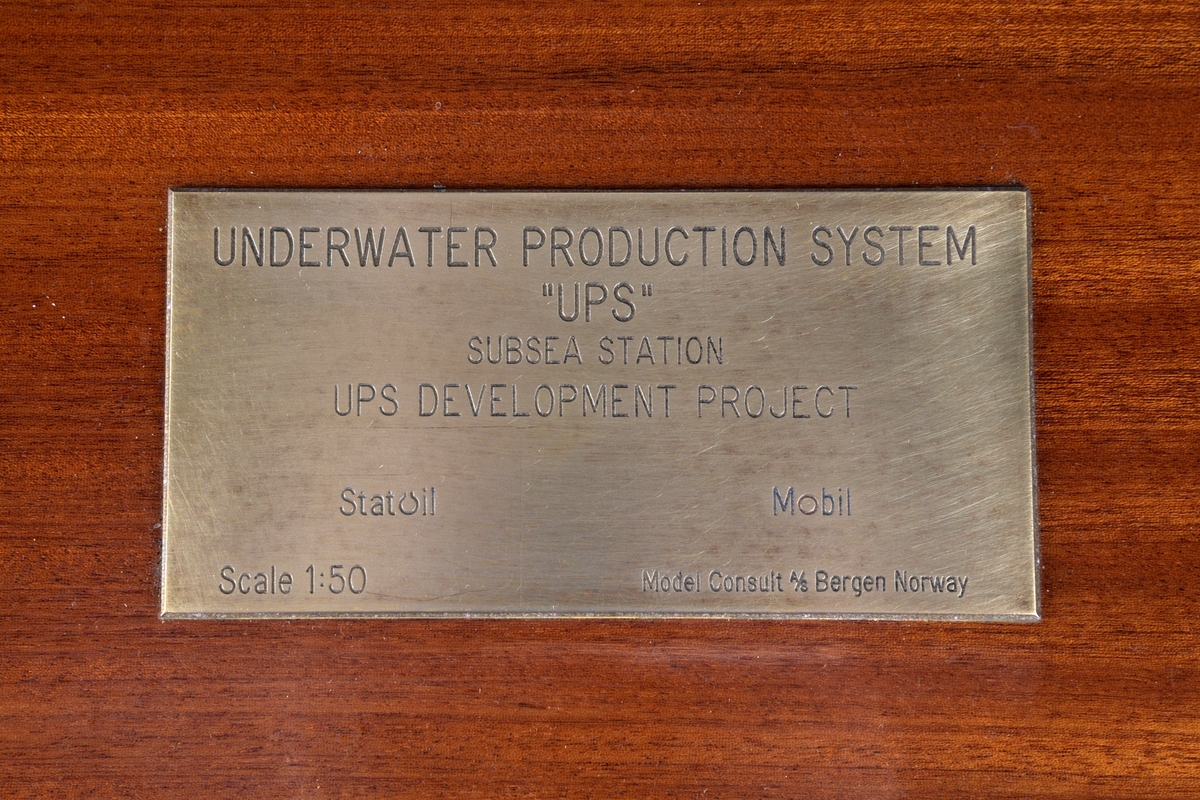 UNDERWATER PRODUCTION SYSTEM
"UPS"
SUBSEA STATION
UPS DEVELOPMENT PROJECT
Statoil Mobil
Scale 1:50 Model Consult A/S Bergen Norway